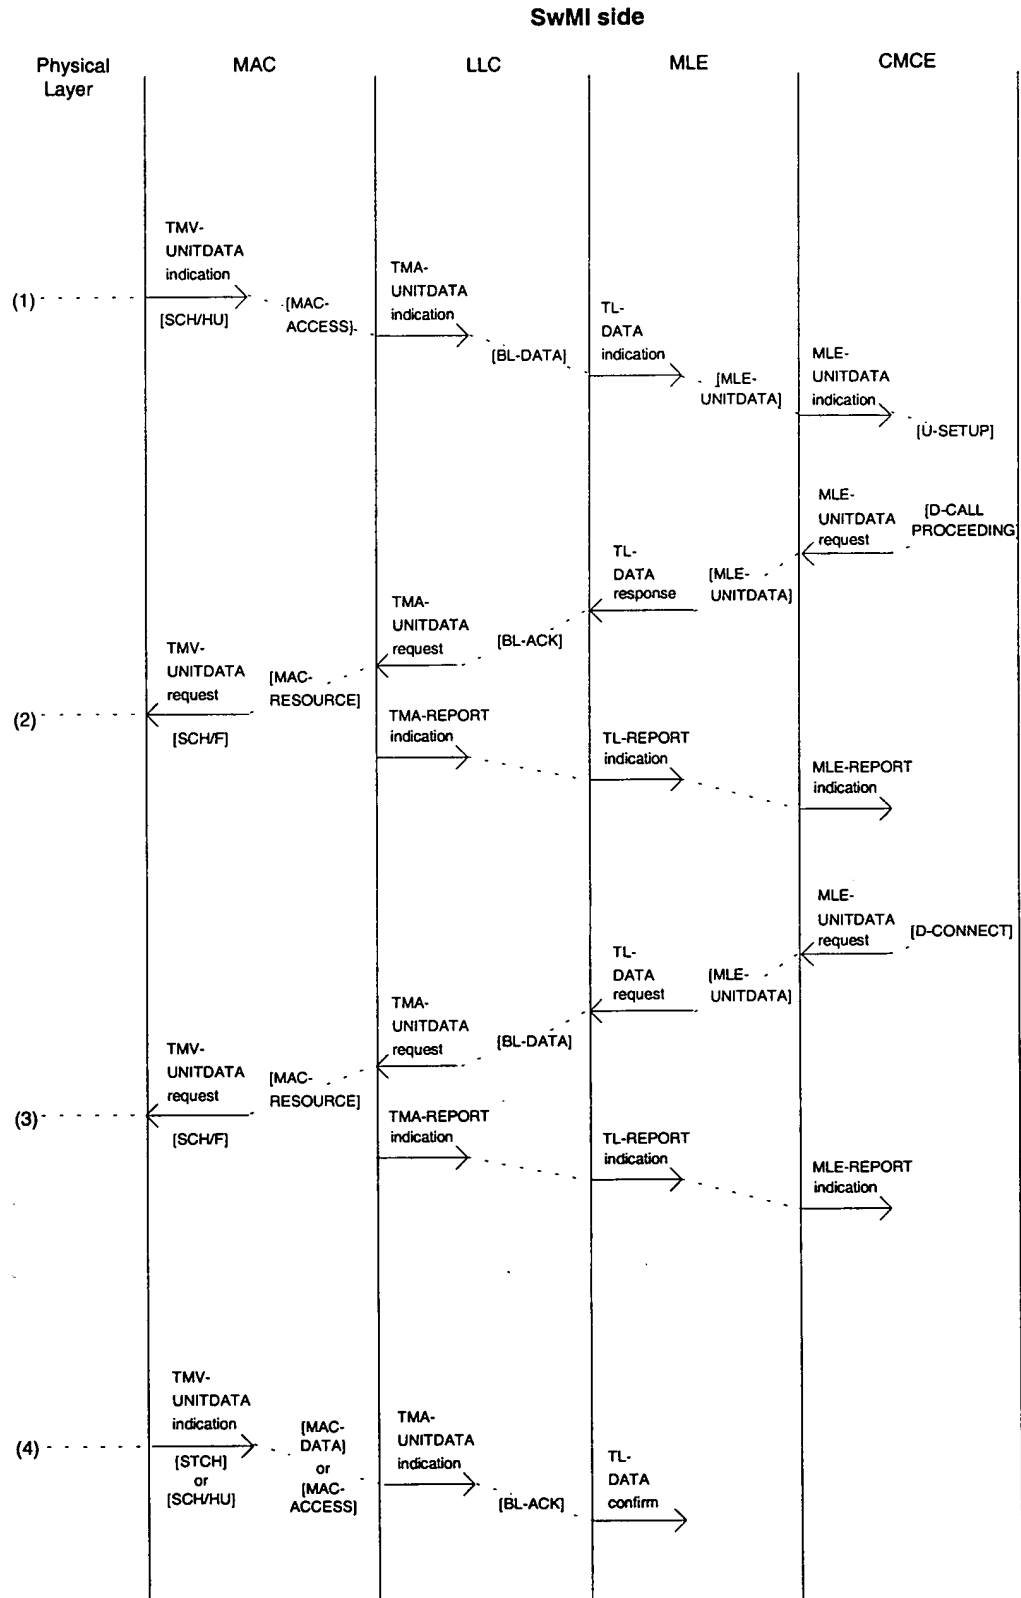 SwMI side
Physical
Layer
MAC
LLC
MLE
CMCE
(1)
TMV-
UNITDATA
indication
[SCH/HU]
[MAC-
ACCESS]
TMA-
UNITDATA
indication
[BL-DATA]
TL-
DATA
indication
[MLE-
UNITDATA]
MLE-
UNITDATA
indication
[U-SETUP]
MLE-
UNITDATA
request
[D-CALL
PROCEEDING]
TL-
DATA
response
[MLE-
UNITDATA]
TMA-
UNITDATA
request
[BL-ACK]
TMV-
UNITDATA
request
[MAC-
RESOURCE]
(2)
[SCH/F]
TMA-REPORT
indication
TL-REPORT
indication
MLE-REPORT
indication
MLE-
UNITDATA
request
[D-CONNECT]
TL-
DATA
request
[MLE-
UNITDATA]
TMA-
UNITDATA
request
[BL-DATA]
TMV-
UNITDATA
request
[MAC-
RESOURCE]
(3)
[SCH/F]
TMA-REPORT
indication
TL-REPORT
indication
MLE-REPORT
indication
(4)
TMV-
UNITDATA
indication
[STCH]
or
[SCH/HU]
[MAC-
DATA]
or
[MAC-
ACCESS]
TMA-
UNITDATA
indication
[BL-ACK]
TL-
DATA
confirm